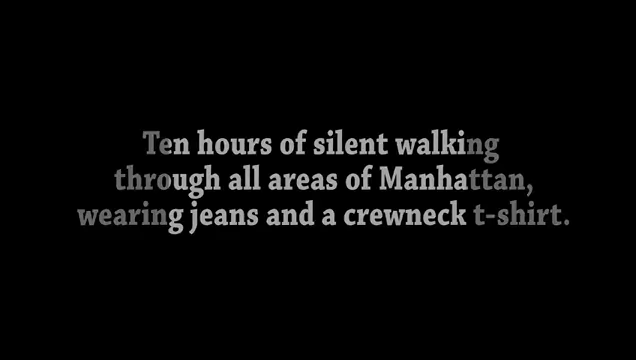 Ten hours of silent walking
through all areas of Manhattan,
wearing jeans and a crewneck t-shirt.